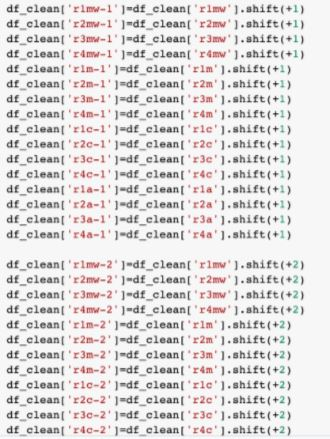 df_clean['r1mw-1']=df_clean['r1mw'].shift(+1)
df_clean['r2mw-1']=df_clean['r2mw'].shift(+1)
df_clean['r3mw-1']=df_clean['r3mw'].shift(+1)
df_clean['r4mw-1']=df_clean['r4mw'].shift(+1)
df_clean['r1m-1']=df_clean['r1m'].shift(+1)
df_clean['r2m-1']=df_clean['r2m'].shift(+1)
df_clean['r3m-1']=df_clean['r3m'].shift(+1)
df_clean['r4m-1']=df_clean['r4m'].shift(+1)
df_clean['r1c-1']=df_clean['r1c'].shift(+1)
df_clean['r2c-1']=df_clean['r2c'].shift(+1)
df_clean['r3c-1']=df_clean['r3c'].shift(+1)
df_clean['r4c-1']=df_clean['r4c'].shift(+1)
df_clean['r1a-1']=df_clean['r1a'].shift(+1)
df_clean['r2a-1']=df_clean['r2a'].shift(+1)
df_clean['r3a-1']=df_clean['r3a'].shift(+1)
df_clean['r4a-1']=df_clean['r4a'].shift(+1)
df_clean['r1mw-2']=df_clean['r1mw'].shift(+2)
df_clean['r2mw-2']=df_clean['r2mw'].shift(+2)
df_clean['r3mw-2']=df_clean['r3mw'].shift(+2)
df_clean['r4mw-2']=df_clean['r4mw'].shift(+2)
df_clean['r1m-2']=df_clean['r1m'].shift(+2)
df_clean['r2m-2']=df_clean['r2m'].shift(+2)
df_clean['r3m-2']=df_clean['r3m'].shift(+2)
df_clean['r4m-2']=df_clean['r4m'].shift(+2)
df_clean['r1c-2']=df_clean['r1c'].shift(+2)
df_clean['r2c-2']=df_clean['r2c'].shift(+2)
df_clean['r3c-2']=df_clean['r3c'].shift(+2)
df_clean['r4c-2']=df_clean['r4c'].shift(+2)